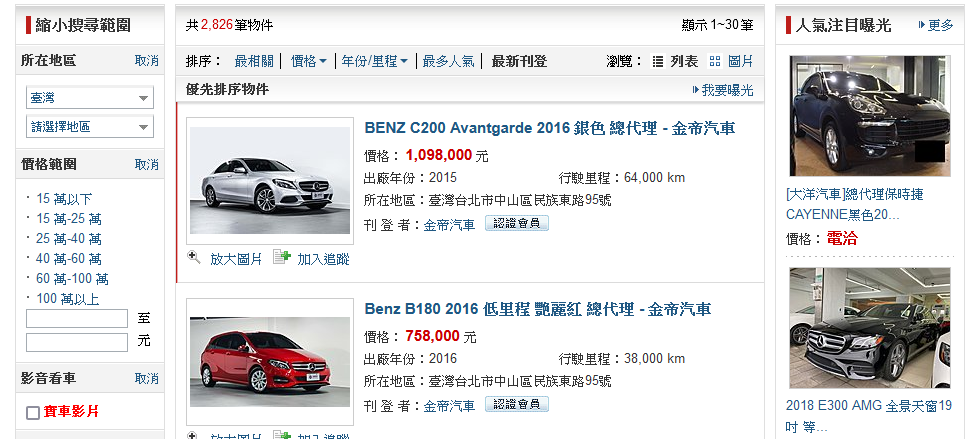 縮小搜尋範圍
所在地區 取消
臺灣
請選擇地區
價格範圍 取消
· 15 萬以下
· 15 萬-25 萬
· 25 萬-40 萬
· 40 萬-60 萬
· 60 萬-100 萬
· 100 萬以上
至
元
影音看車 取消
賣車影片
共 2,826 筆物件 顯示 1~30 筆
排序： 最相關 價格 年份/里程 最多人氣 最新刊登 瀏覽： 列表 圖片
優先排序物件 我要曝光
BENZ C200 Avantgarde 2016 銀色 總代理 - 金帝汽車
價格： 1,098,000 元
出廠年份：2015 行駛里程：64,000 km
所在地區：臺灣台北市中山區民族東路95號
刊 登 者：金帝汽車 認證會員
放大圖片 加入追蹤
Benz B180 2016 低里程 艷麗紅 總代理 - 金帝汽車
價格： 758,000 元
出廠年份：2016 行駛里程：38,000 km
所在地區：臺灣台北市中山區民族東路95號
刊 登 者：金帝汽車 認證會員
放大圖片 加入追蹤
人氣注目曝光 更多
[大洋汽車]總代理保時捷
CAYENNE黑色20...
價格：電洽
2018 E300 AMG 全景天窗19
吋 等...